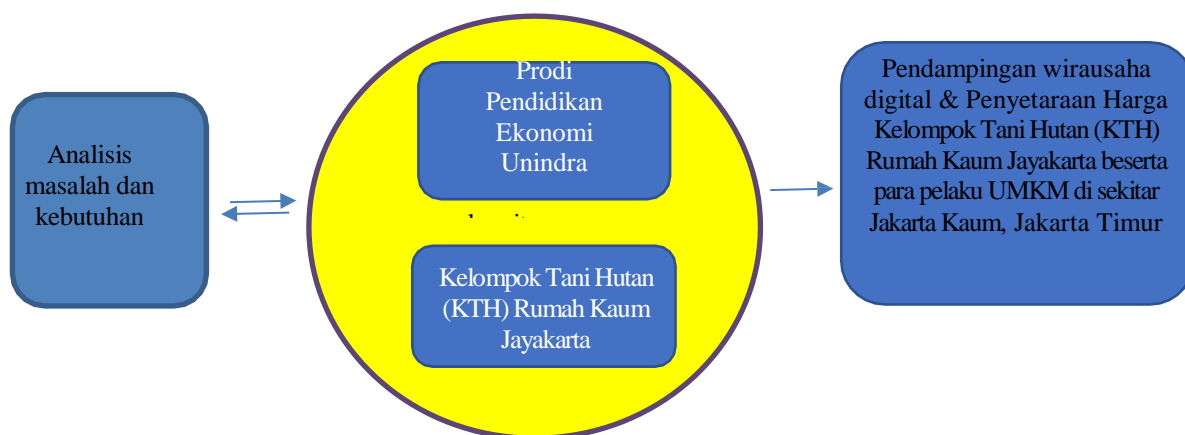 Analisis
masalah dan
kebutuhan
Prodi
Pendidikan
Ekonomi
Unindra
Kelompok Tani Hutan
(KTH) Rumah Kaum
Jayakarta
Pendampingan wirausaha
digital & Penyetaraan Harga
Kelompok Tani Hutan (KTH)
Rumah Kaum Jayakarta beserta
para pelaku UMKM di sekitar
Jakarta Kaum, Jakarta Timur